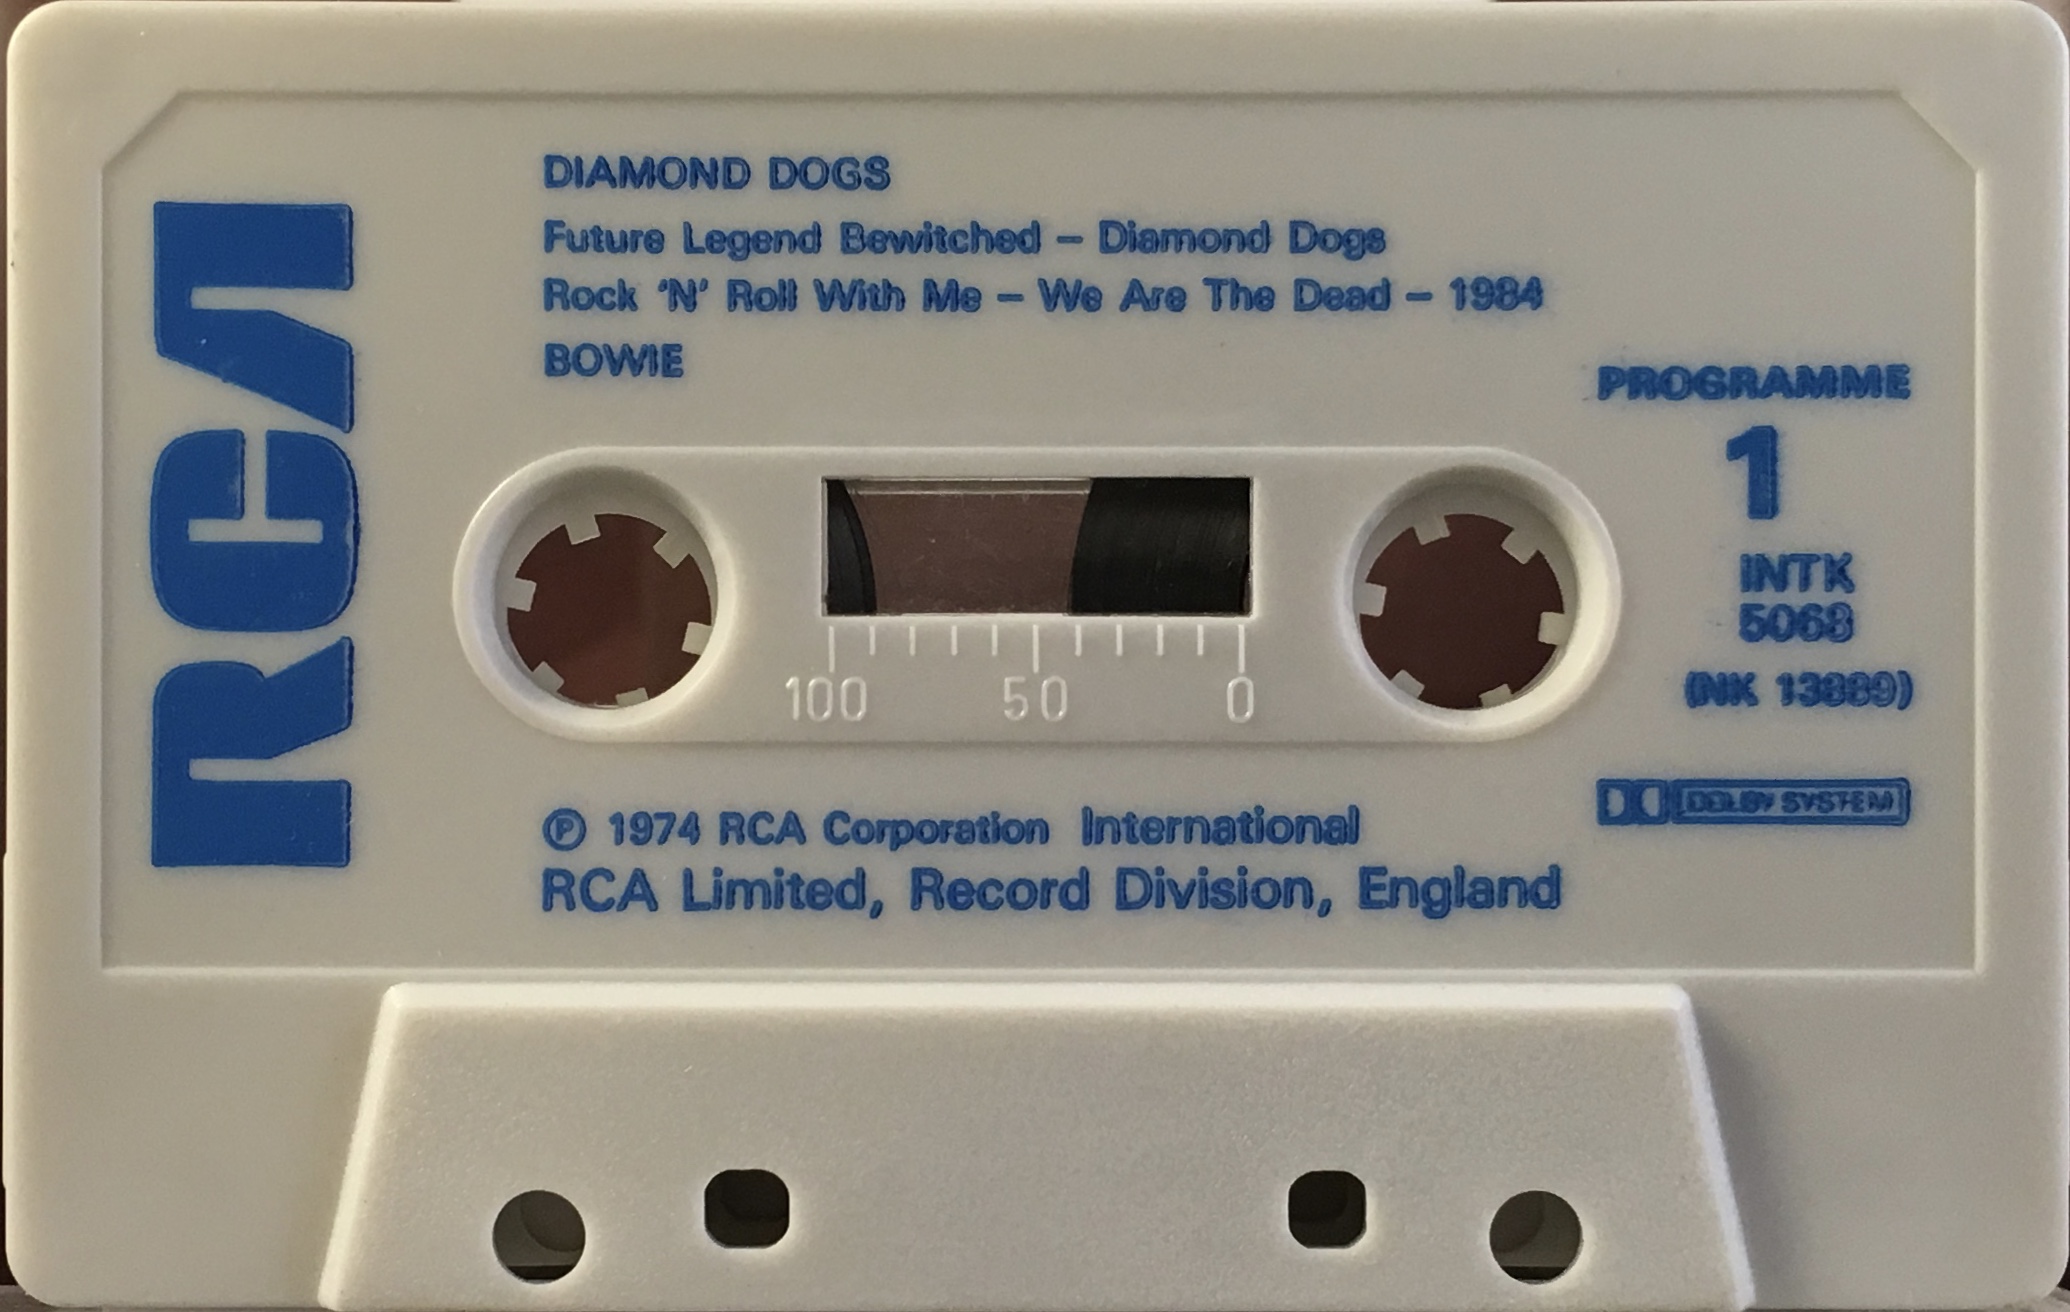 RCA
DIAMOND DOGS
Future Legend Bewitched – Diamond Dogs
Rock 'N' Roll With Me – We Are The Dead – 1984
BOWIE
PROGRAMME
1
INTK
5068
(NK 13889)
100 50 0
DOLBY SYSTEM
℗ 1974 RCA Corporation International
RCA Limited, Record Division, England